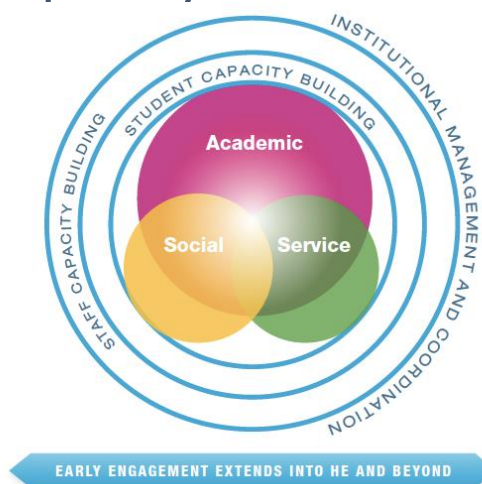 INSTITUTIONAL MANAGEMENT AND COORDINATION
STAFF CAPACITY BUILDING
STUDENT CAPACITY BUILDING
Academic
Social
Service
EARLY ENGAGEMENT EXTENDS INTO HE AND BEYOND